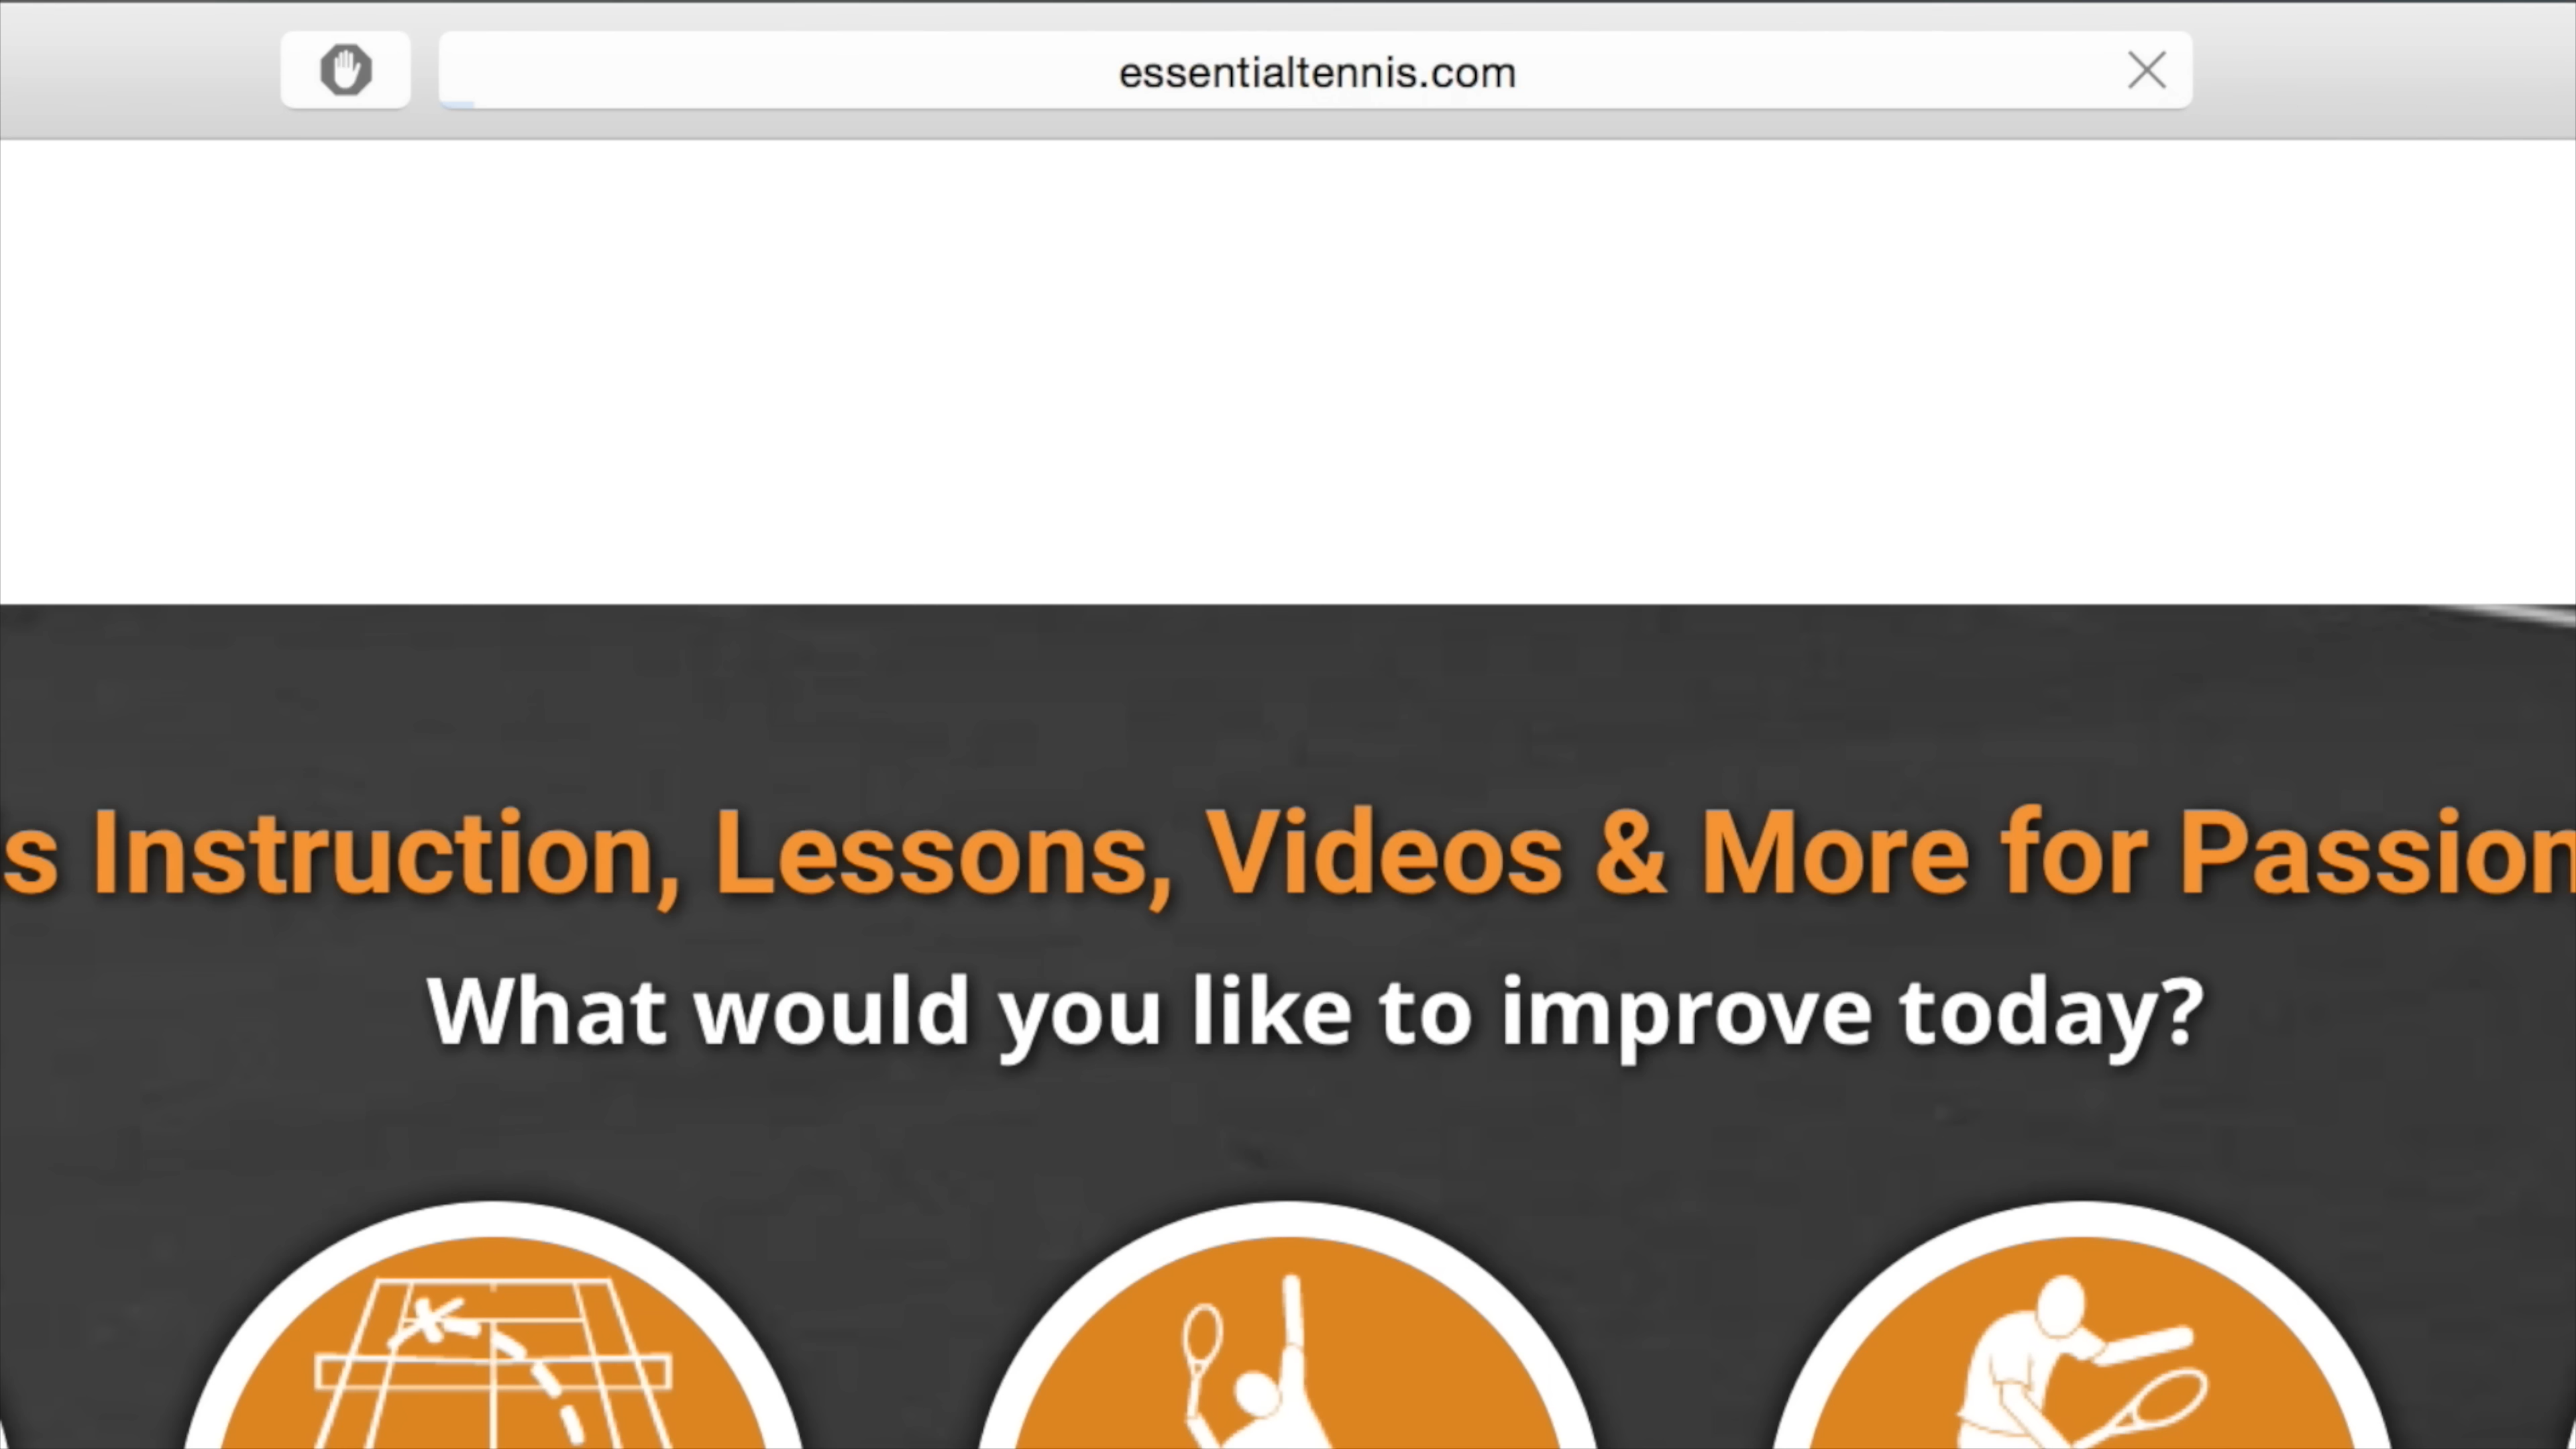 essentialtennis.com
s Instruction, Lessons, Videos & More for Passion
What would you like to improve today?